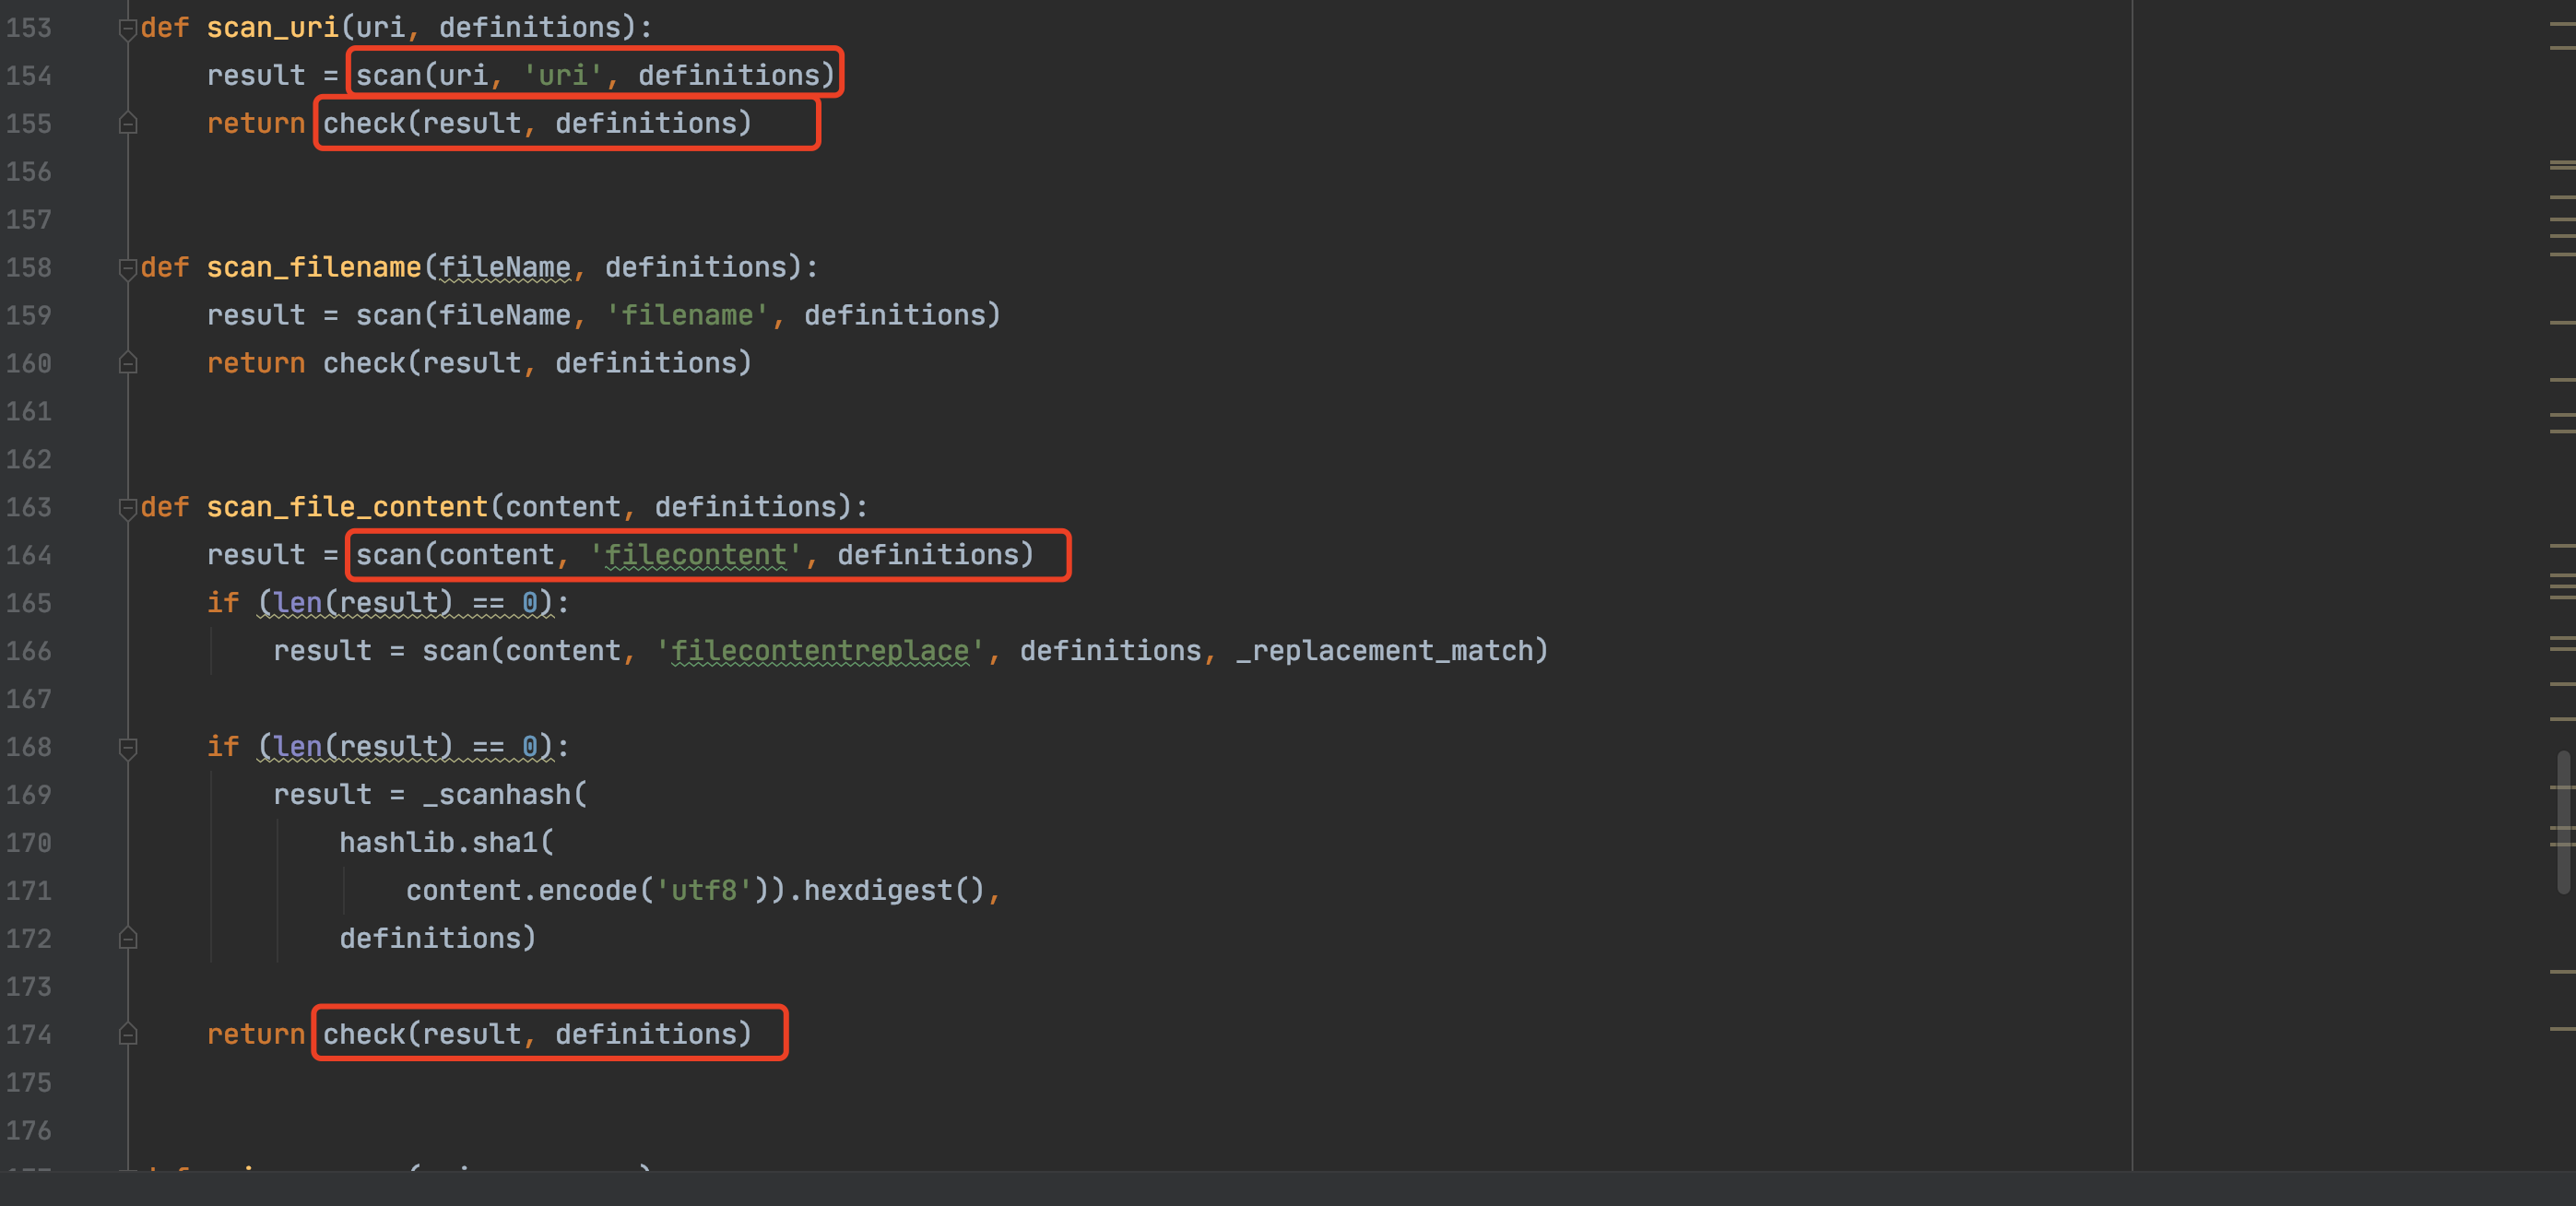 153 def scan_uri(uri, definitions):
154     result = scan(uri, 'uri', definitions)
155     return check(result, definitions)
156
157
158 def scan_filename(fileName, definitions):
159     result = scan(fileName, 'filename', definitions)
160     return check(result, definitions)
161
162
163 def scan_file_content(content, definitions):
164     result = scan(content, 'filecontent', definitions)
165     if (len(result) == 0):
166         result = scan(content, 'filecontentreplace', definitions, _replacement_match)
167
168     if (len(result) == 0):
169         result = _scanhash(
170             hashlib.sha1(
171                 content.encode('utf8')).hexdigest(),
172             definitions)
173
174     return check(result, definitions)
175
176